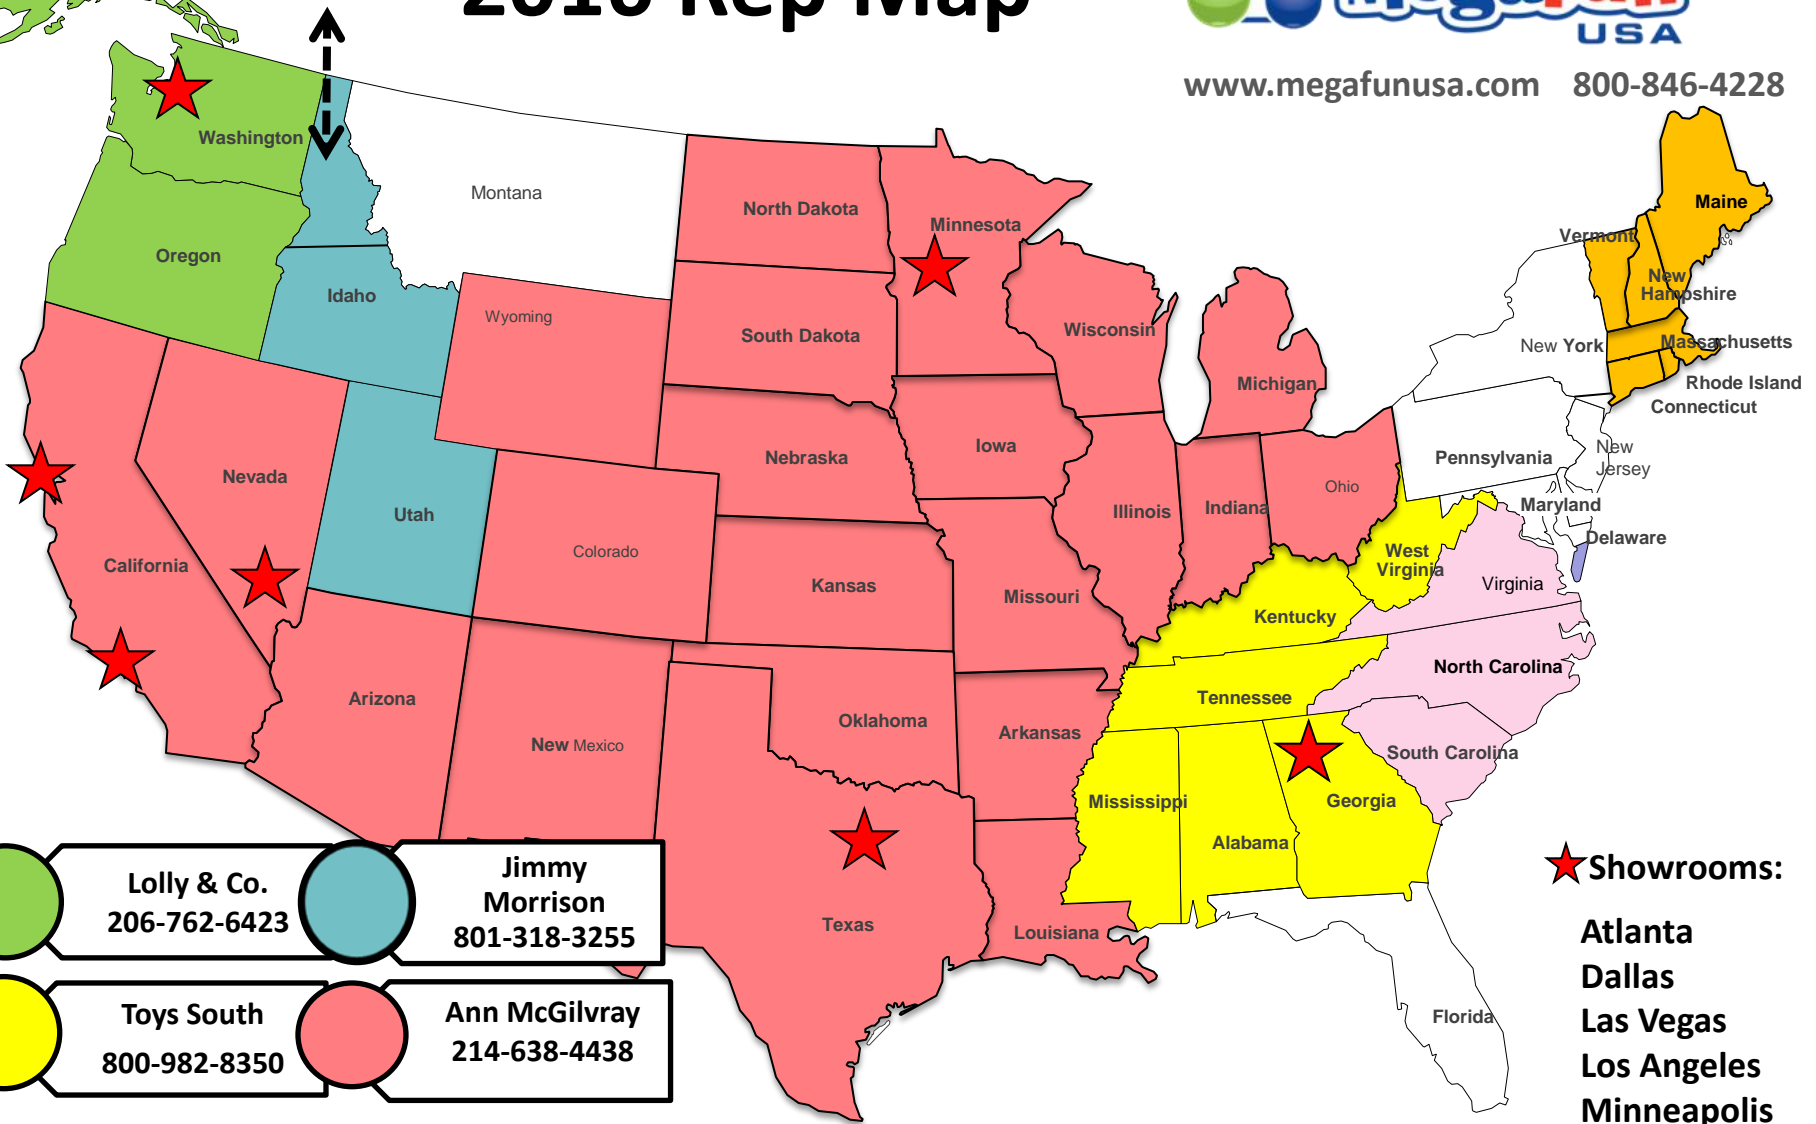 2016 Rep Map
megafun
USA
www.megafunusa.com 800-846-4228
Washington
Montana
North Dakota
Minnesota
Maine
Vermont
Oregon
Idaho
Wyoming
South Dakota
Wisconsin
New
Hampshire
New York
Massachusetts
Michigan
Rhode Island
Connecticut
Nevada
Utah
Nebraska
Iowa
Illinois
Indiana
Ohio
Pennsylvania
New
Jersey
Maryland
Delaware
California
Colorado
Kansas
Missouri
West
Virginia
Virginia
Kentucky
Arizona
New Mexico
Oklahoma
Arkansas
Tennessee
North Carolina
South Carolina
Mississippi
Alabama
Georgia
Texas
Louisiana
Florida
Lolly & Co.
206-762-6423
Jimmy
Morrison
801-318-3255
Toys South
800-982-8350
Ann McGilvray
214-638-4438
Showrooms:
Atlanta
Dallas
Las Vegas
Los Angeles
Minneapolis